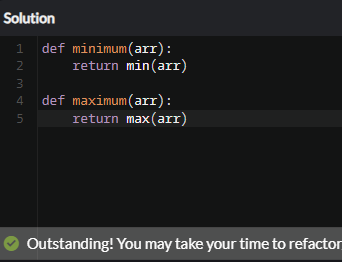 Solution
1 def minimum(arr):
2     return min(arr)
3
4 def maximum(arr):
5     return max(arr)
Outstanding! You may take your time to refactor